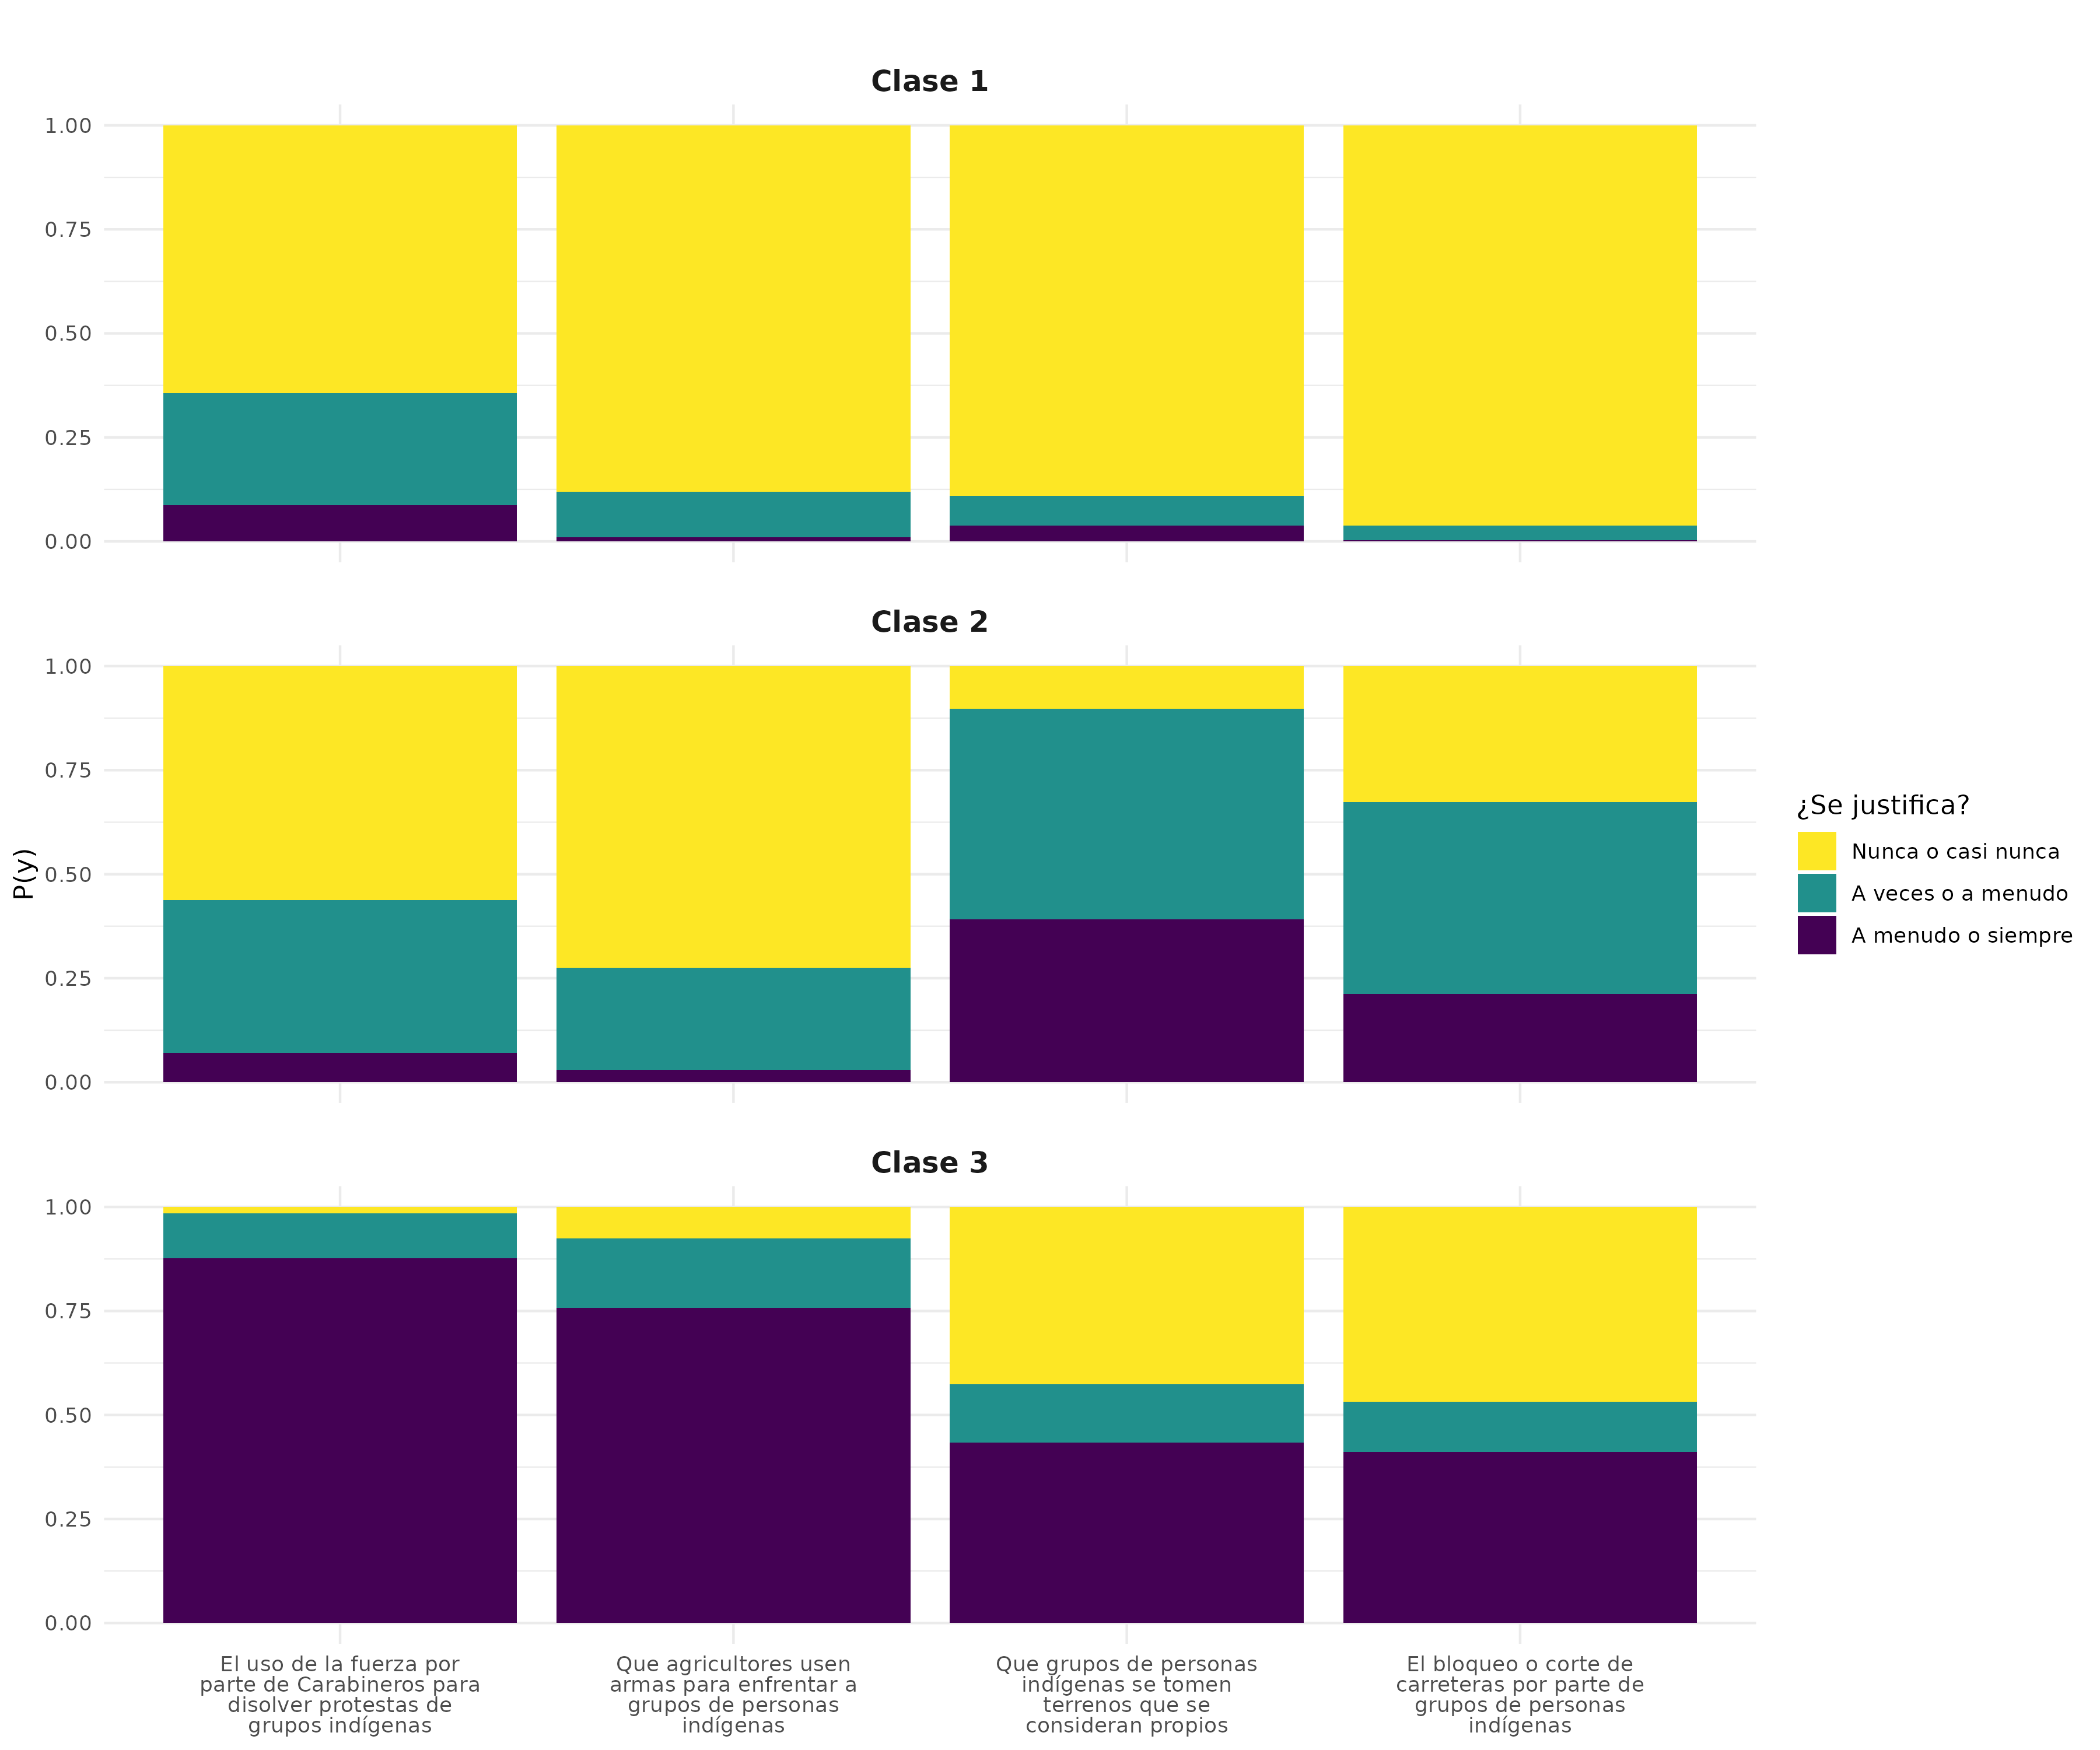 Clase 1
1.00
0.75
0.50
0.25
0.00
Clase 2
1.00
0.75
0.50
0.25
0.00
P(y)
Clase 3
1.00
0.75
0.50
0.25
0.00
El uso de la fuerza por
parte de Carabineros para
disolver protestas de
grupos indígenas
Que agricultores usen
armas para enfrentar a
grupos de personas
indígenas
Que grupos de personas
indígenas se tomen
terrenos que se
consideran propios
El bloqueo o corte de
carreteras por parte de
grupos de personas
indígenas
¿Se justifica?
Nunca o casi nunca
A veces o a menudo
A menudo o siempre